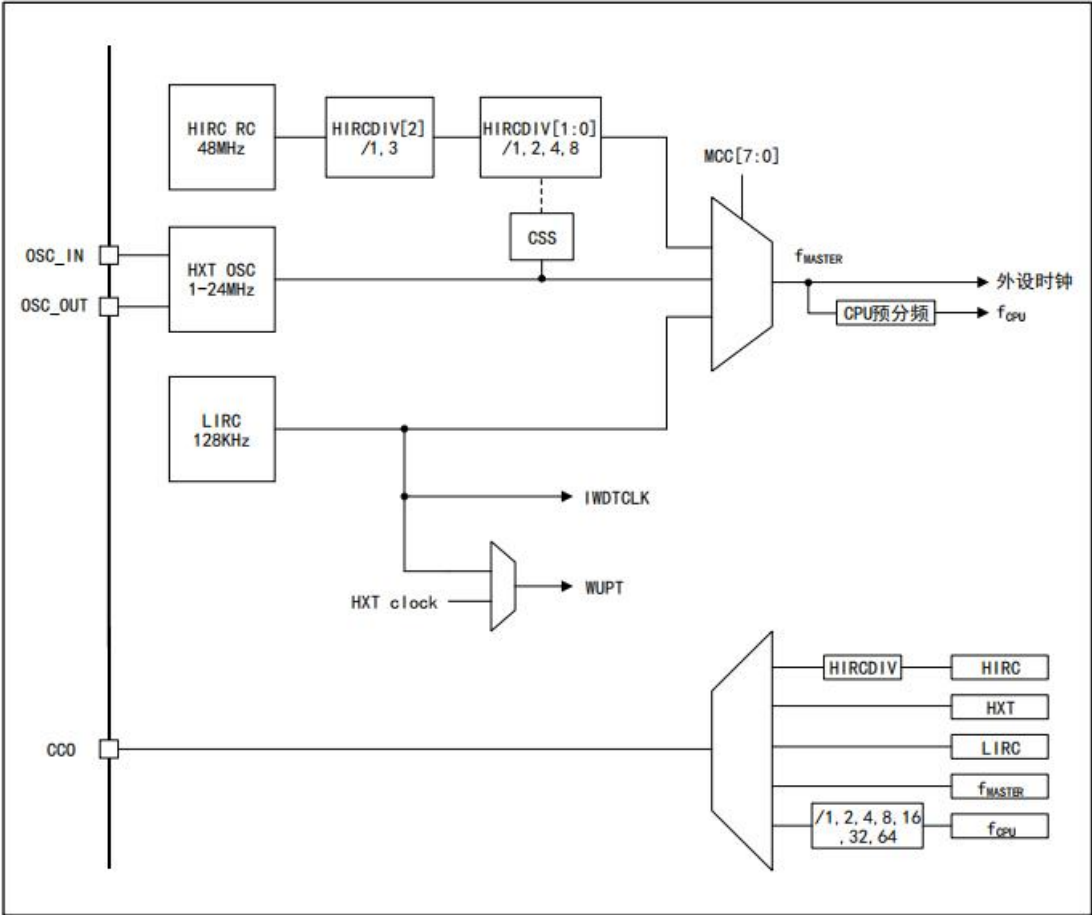 HIRC RC
48MHz
HIRCDIV[2]
/1,3
HIRCDIV[1:0]
/1,2,4,8
MCC[7:0]
CSS
OSC_IN
OSC_OUT
HXT OSC
1-24MHz
fMASTER
外设时钟
CPU预分频
fCPU
LIRC
128KHz
IWDTCLK
HXT clock
WUPT
HIRCDIV
HIRC
HXT
CCO
LIRC
fMASTER
/1,2,4,8,16
,32,64
fCPU